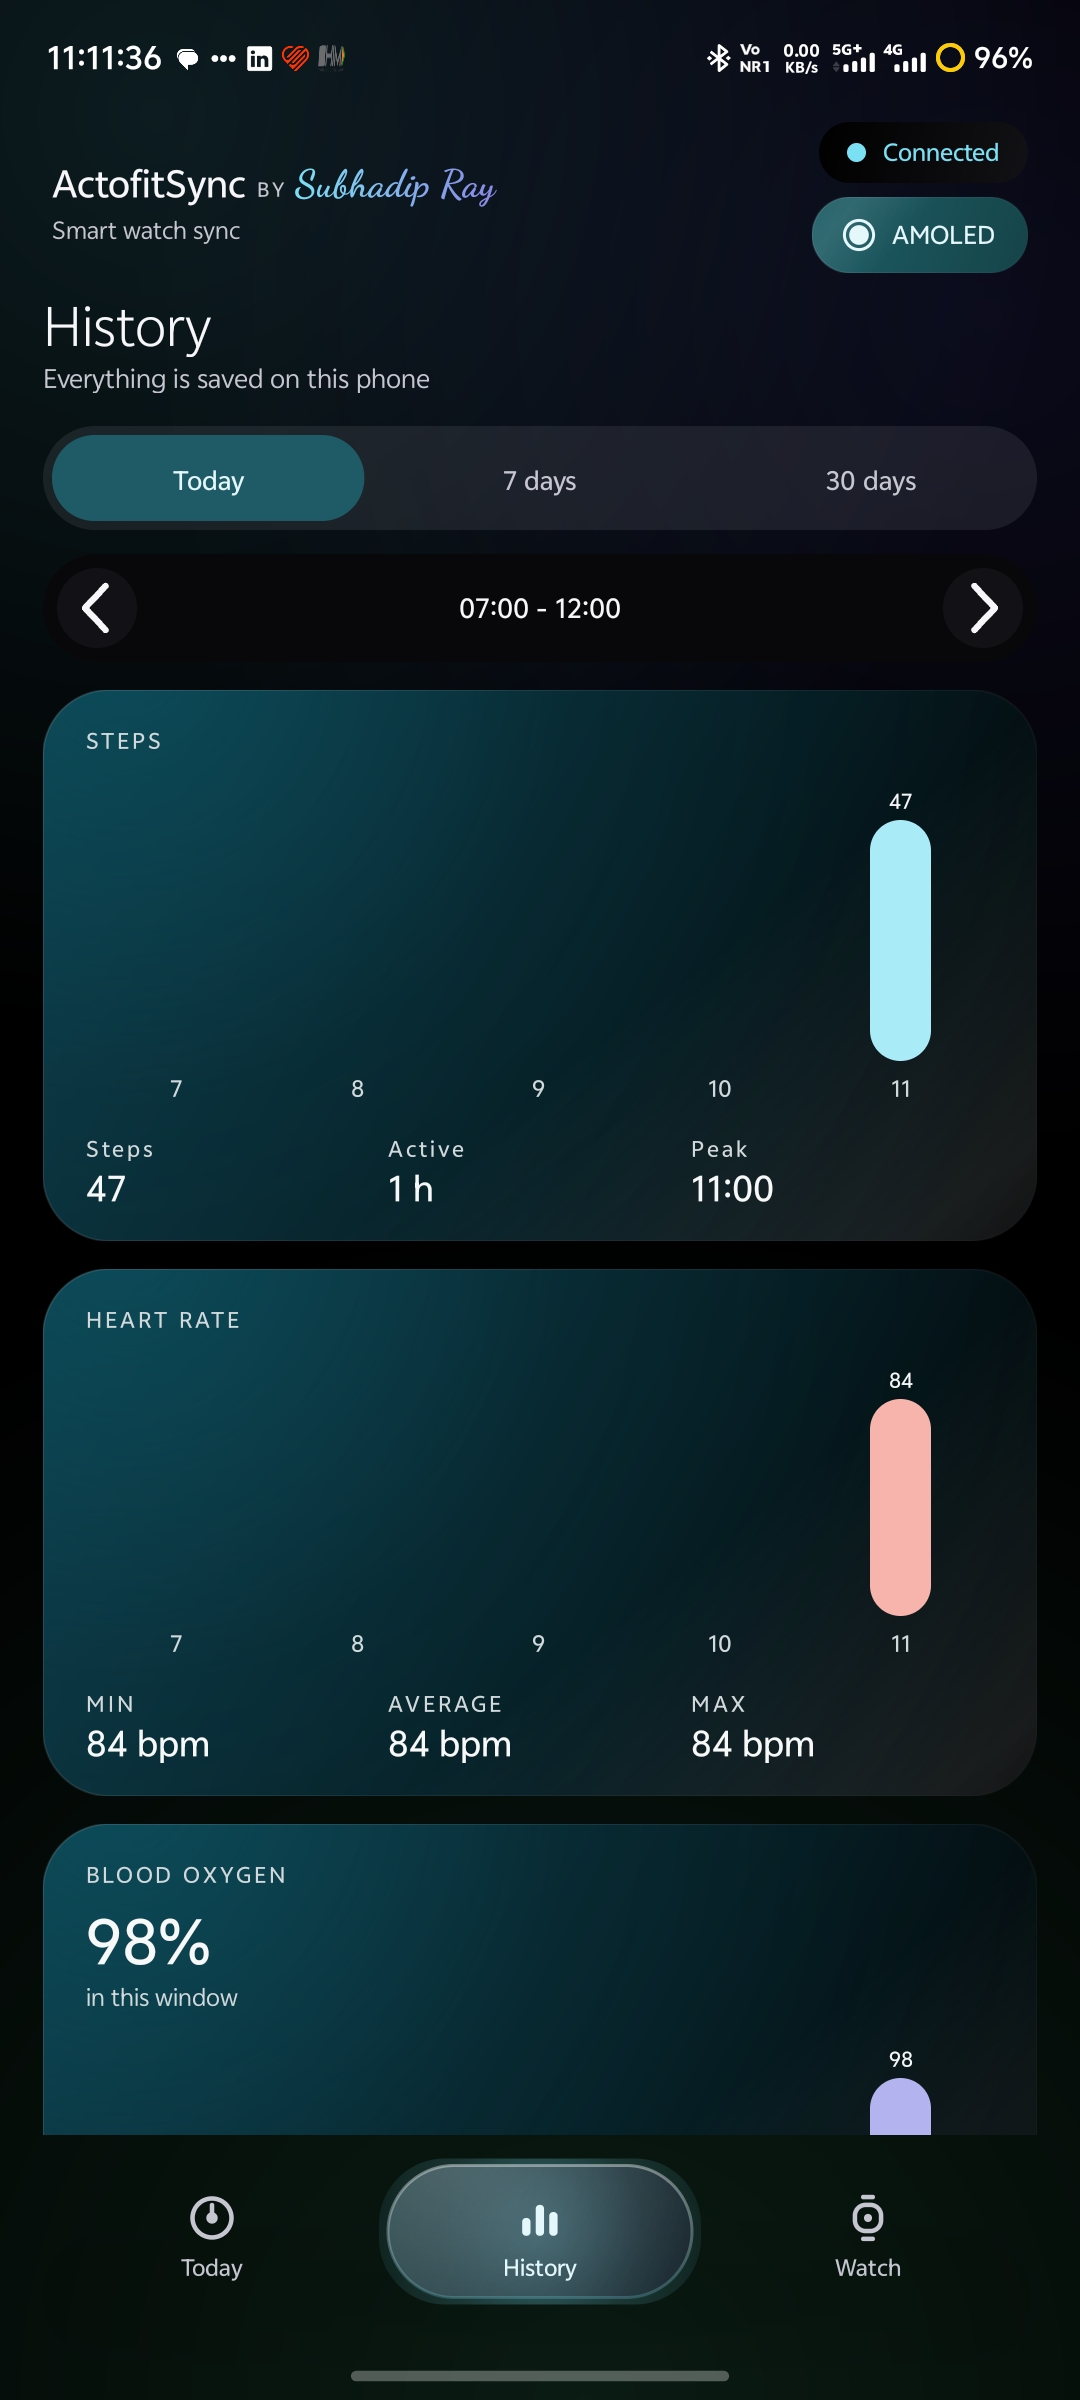 11:11:36
Vo NR1 0.00 KB/s 5G+ 4G 96%
Connected
ActofitSync BY Subhadip Ray
Smart watch sync
AMOLED
History
Everything is saved on this phone
Today 7 days 30 days
07:00 - 12:00
STEPS
47
7 8 9 10 11
Steps Active Peak
47 1 h 11:00
HEART RATE
84
7 8 9 10 11
MIN AVERAGE MAX
84 bpm 84 bpm 84 bpm
BLOOD OXYGEN
98%
in this window
98
Today History Watch